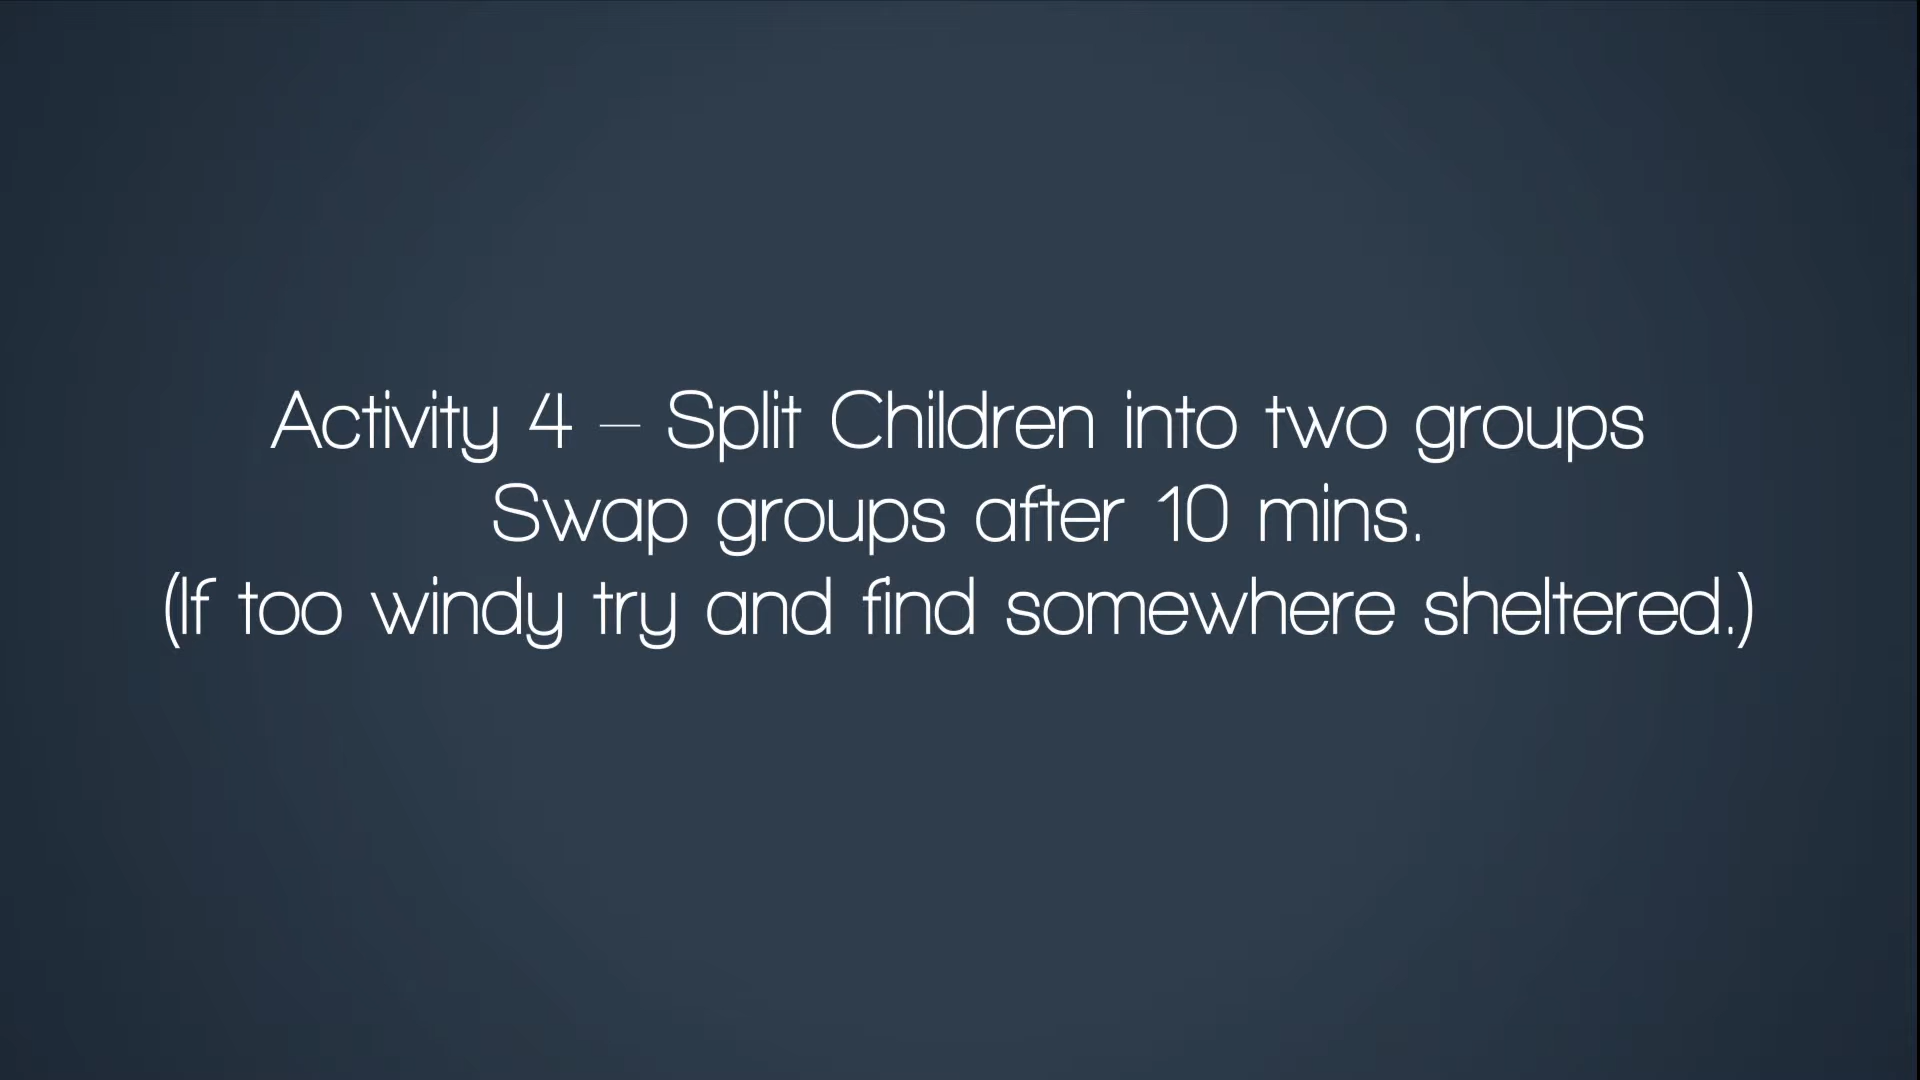 Activity 4 – Split Children into two groups
Swap groups after 10 mins.
(If too windy try and find somewhere sheltered.)